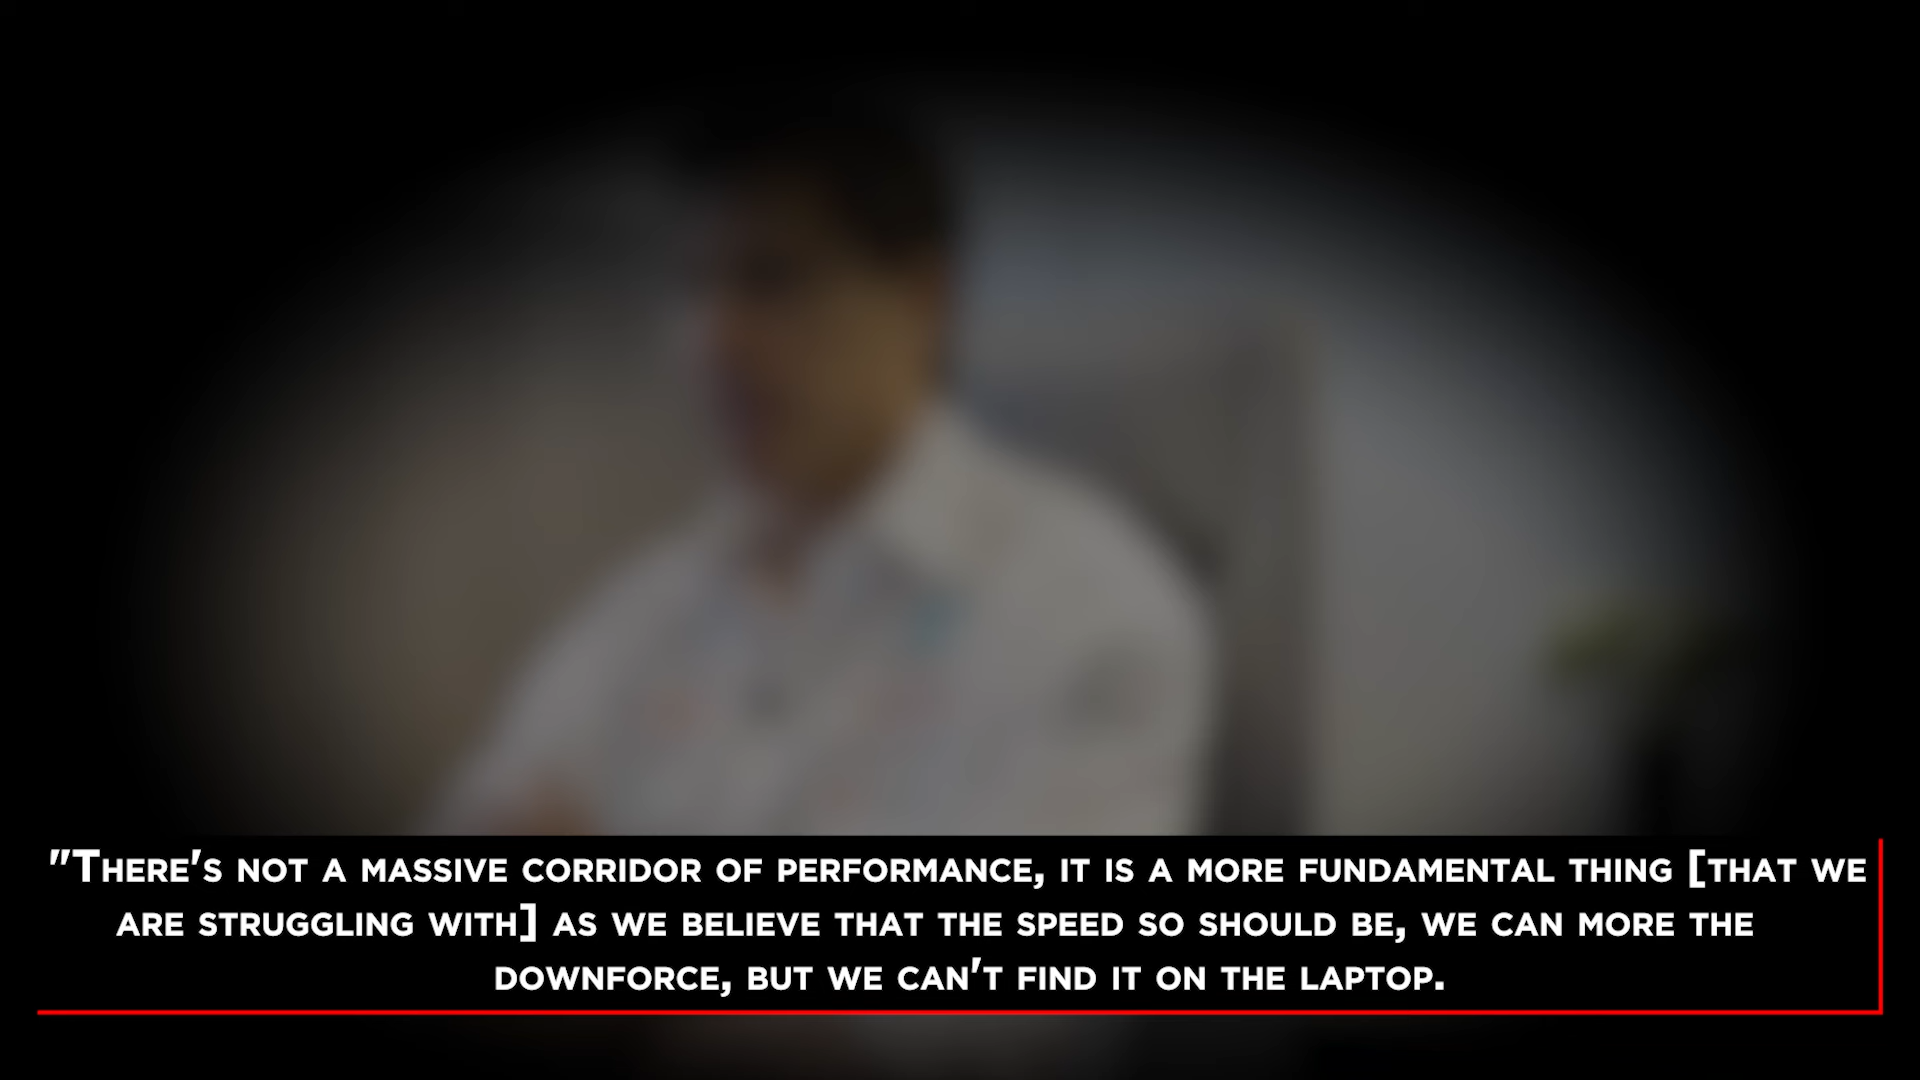 "There's not a massive corridor of performance, it is a more fundamental thing [that we
are struggling with] as we believe that the speed so should be, we can more the
downforce, but we can't find it on the laptop.